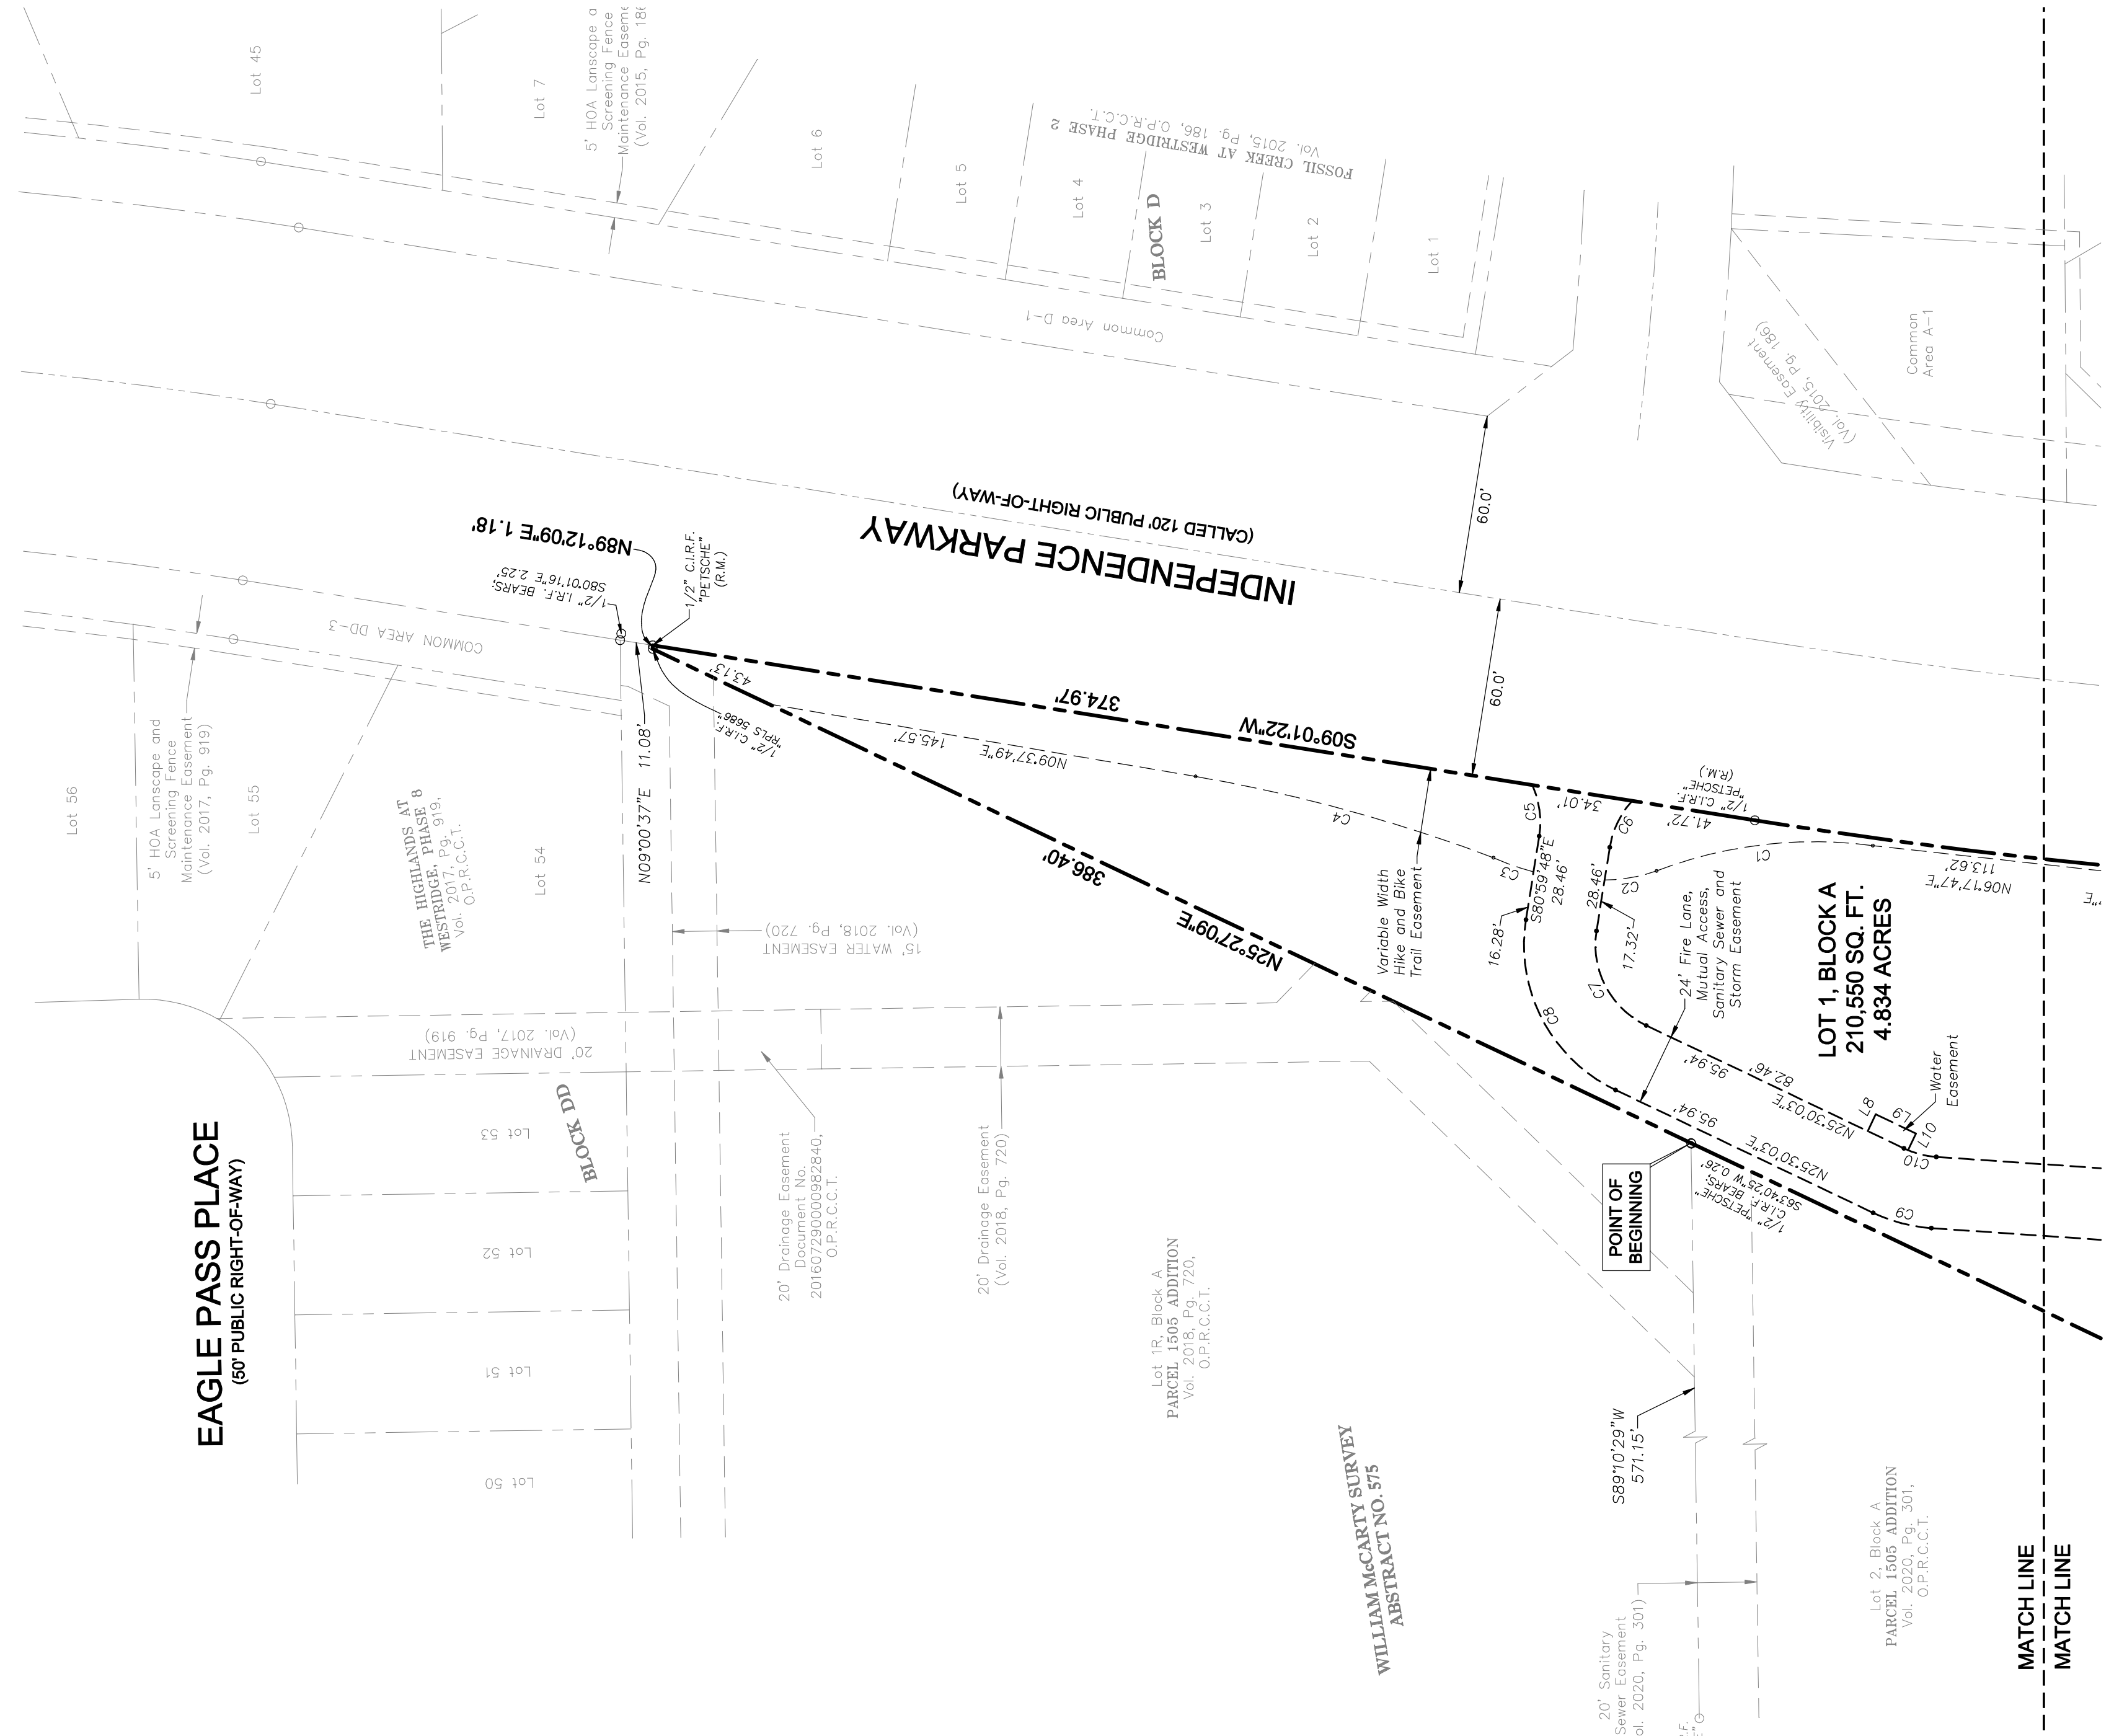 Lot 45
Lot 7
5' HOA Lanscape a
Screening Fence
Maintenance Easeme
(Vol. 2015, Pg. 186
Lot 6
Lot 5
Lot 4
Lot 3
Lot 2
Lot 1
BLOCK D
FOSSIL CREEK AT WESTRIDGE PHASE 2
Vol. 2015, Pg. 186, O.P.R.C.C.T.
Common Area D-1
Visibility Easement
(Vol. 2015, Pg. 186)
Common
Area A-1
INDEPENDENCE PARKWAY
(CALLED 120' PUBLIC RIGHT-OF-WAY)
60.0'
60.0'
N89°12'09"E 1.18'
1/2" I.R.F. BEARS;
S80°01'16"E 2.25'
1/2" C.I.R.F.
"PETSCHE"
(R.M.)
COMMON AREA DD-3
Lot 56
5' HOA Lanscape and
Screening Fence
Maintenance Easement
(Vol. 2017, Pg. 919)
Lot 55
THE HIGHLANDS AT
WESTRIDGE, PHASE 8
Vol. 2017, Pg. 919,
O.P.R.C.C.T.
Lot 54
N09°00'37"E 11.08'
1/2" C.I.R.F.
"RPLS 5686"
43.13'
145.57'
N09°37'49"E
374.97'
S09°01'22"W
386.40'
N25°27'09"E
15' WATER EASEMENT
(Vol. 2018, Pg. 720)
20' DRAINAGE EASEMENT
(Vol. 2017, Pg. 919)
C4
C3
C5
34.01'
C6
41.72'
1/2" C.I.R.F.
"PETSCHE"
(R.M.)
C1
C2
113.62'
N06°17'47"E
"E
S80°59'48"E
28.46'
28.46'
16.28'
17.32'
Variable Width
Hike and Bike
Trail Easement
C7
C8
24' Fire Lane,
Mutual Access,
Sanitary Sewer and
Storm Easement
LOT 1, BLOCK A
210,550 SQ. FT.
4.834 ACRES
95.94'
82.46'
N25°30'03"E
95.94'
N25°30'03"E
L8
L9
L10
Water
Easement
C10
C9
POINT OF
BEGINNING
1/2"
"PETSCHE"
C.I.R.F. BEARS;
S63°40'25"W 0.26'
EAGLE PASS PLACE
(50' PUBLIC RIGHT-OF-WAY)
BLOCK DD
Lot 53
Lot 52
Lot 51
Lot 50
20' Drainage Easement
Document No.
20160729000982840,
O.P.R.C.C.T.
20' Drainage Easement
(Vol. 2018, Pg. 720)
Lot 1R, Block A
PARCEL 1505 ADDITION
Vol. 2018, Pg. 720,
O.P.R.C.C.T.
WILLIAM McCARTY SURVEY
ABSTRACT NO. 575
S89°10'29"W
571.15'
20' Sanitary
Sewer Easement
ol. 2020, Pg. 301)
Lot 2, Block A
PARCEL 1505 ADDITION
Vol. 2020, Pg. 301,
O.P.R.C.C.T.
MATCH LINE
MATCH LINE